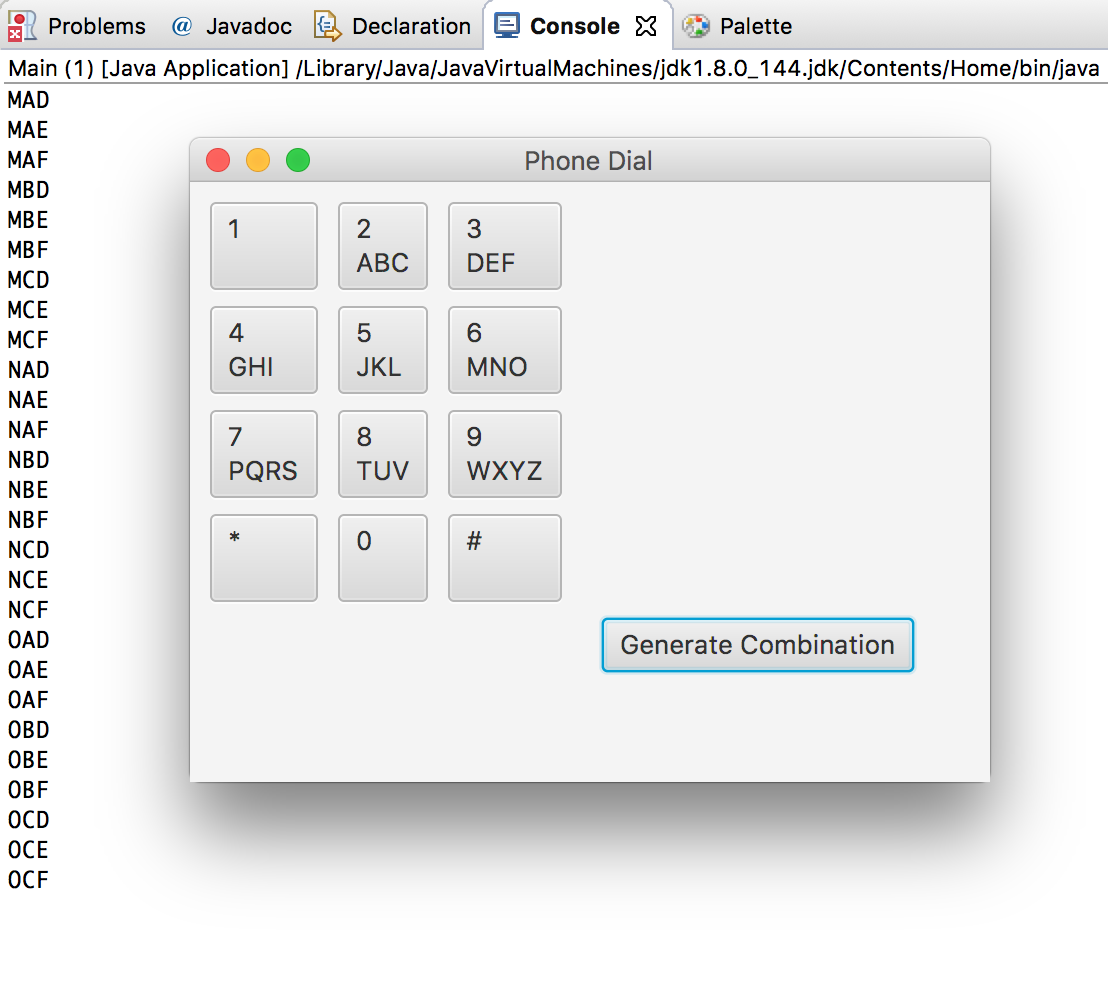 Problems @ Javadoc Declaration Console Palette
Main (1) [Java Application] /Library/Java/JavaVirtualMachines/jdk1.8.0_144.jdk/Contents/Home/bin/java
MAD
MAE
MAF
MBD
MBE
MBF
MCD
MCE
MCF
NAD
NAE
NAF
NBD
NBE
NBF
NCD
NCE
NCF
OAD
OAE
OAF
OBD
OBE
OBF
OCD
OCE
OCF
Phone Dial
1 2 3
ABC DEF
4 5 6
GHI JKL MNO
7 8 9
PQRS TUV WXYZ
* 0 #
Generate Combination